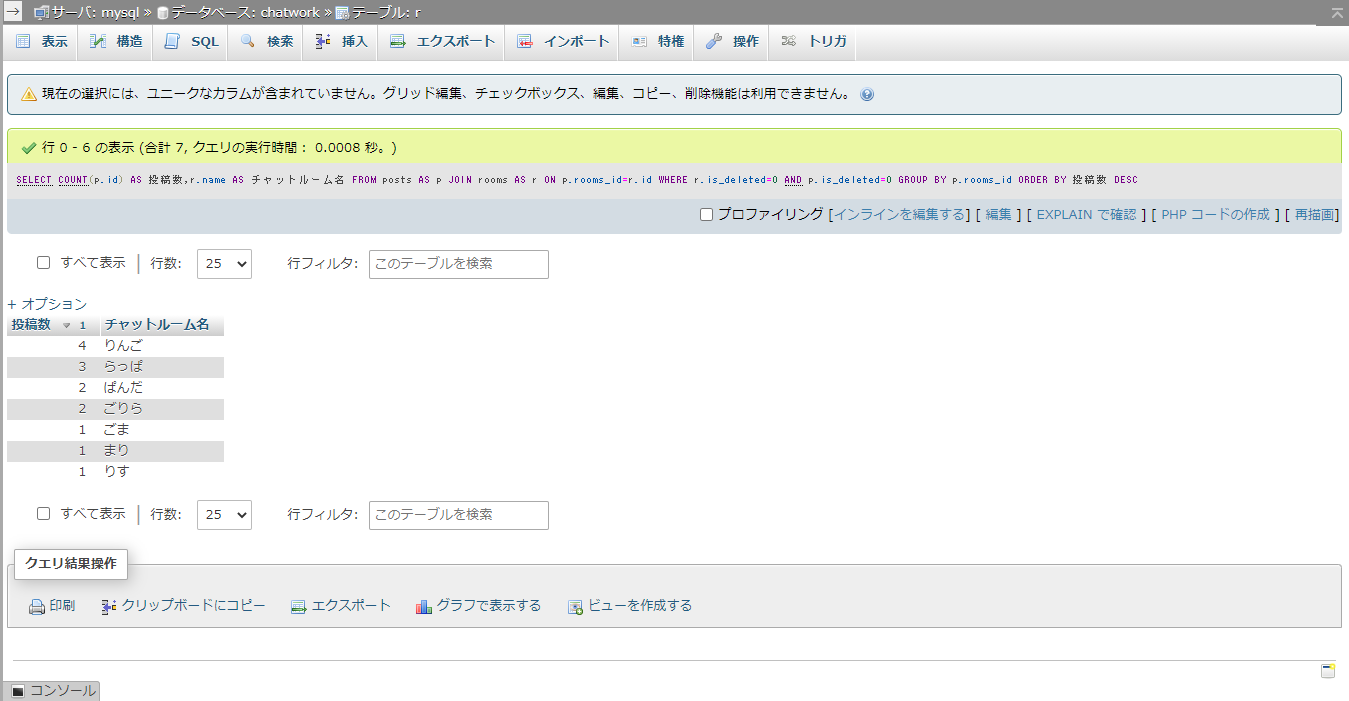 サーバ: mysql » データベース: chatwork » テーブル: r
表示 構造 SQL 検索 挿入 エクスポート インポート 特権 操作 トリガ
現在の選択には、ユニークなカラムが含まれていません。グリッド編集、チェックボックス、編集、コピー、削除機能は利用できません。
行 0 - 6 の表示 (合計 7, クエリの実行時間： 0.0008 秒。)
SELECT COUNT(p.id) AS 投稿数,r.name AS チャットルーム名 FROM posts AS p JOIN rooms AS r ON p.rooms_id=r.id WHERE r.is_deleted=0 AND p.is_deleted=0 GROUP BY p.rooms_id ORDER BY 投稿数 DESC
プロファイリング [インラインを編集する] [ 編集 ] [ EXPLAIN で確認 ] [ PHP コードの作成 ] [ 再描画]
すべて表示 行数: 25 行フィルタ: このテーブルを検索
+ オプション
投稿数 1 チャットルーム名
4 りんご
3 らっぱ
2 ぱんだ
2 ごりら
1 ごま
1 まり
1 りす
すべて表示 行数: 25 行フィルタ: このテーブルを検索
クエリ結果操作
印刷 クリップボードにコピー エクスポート グラフで表示する ビューを作成する
コンソール